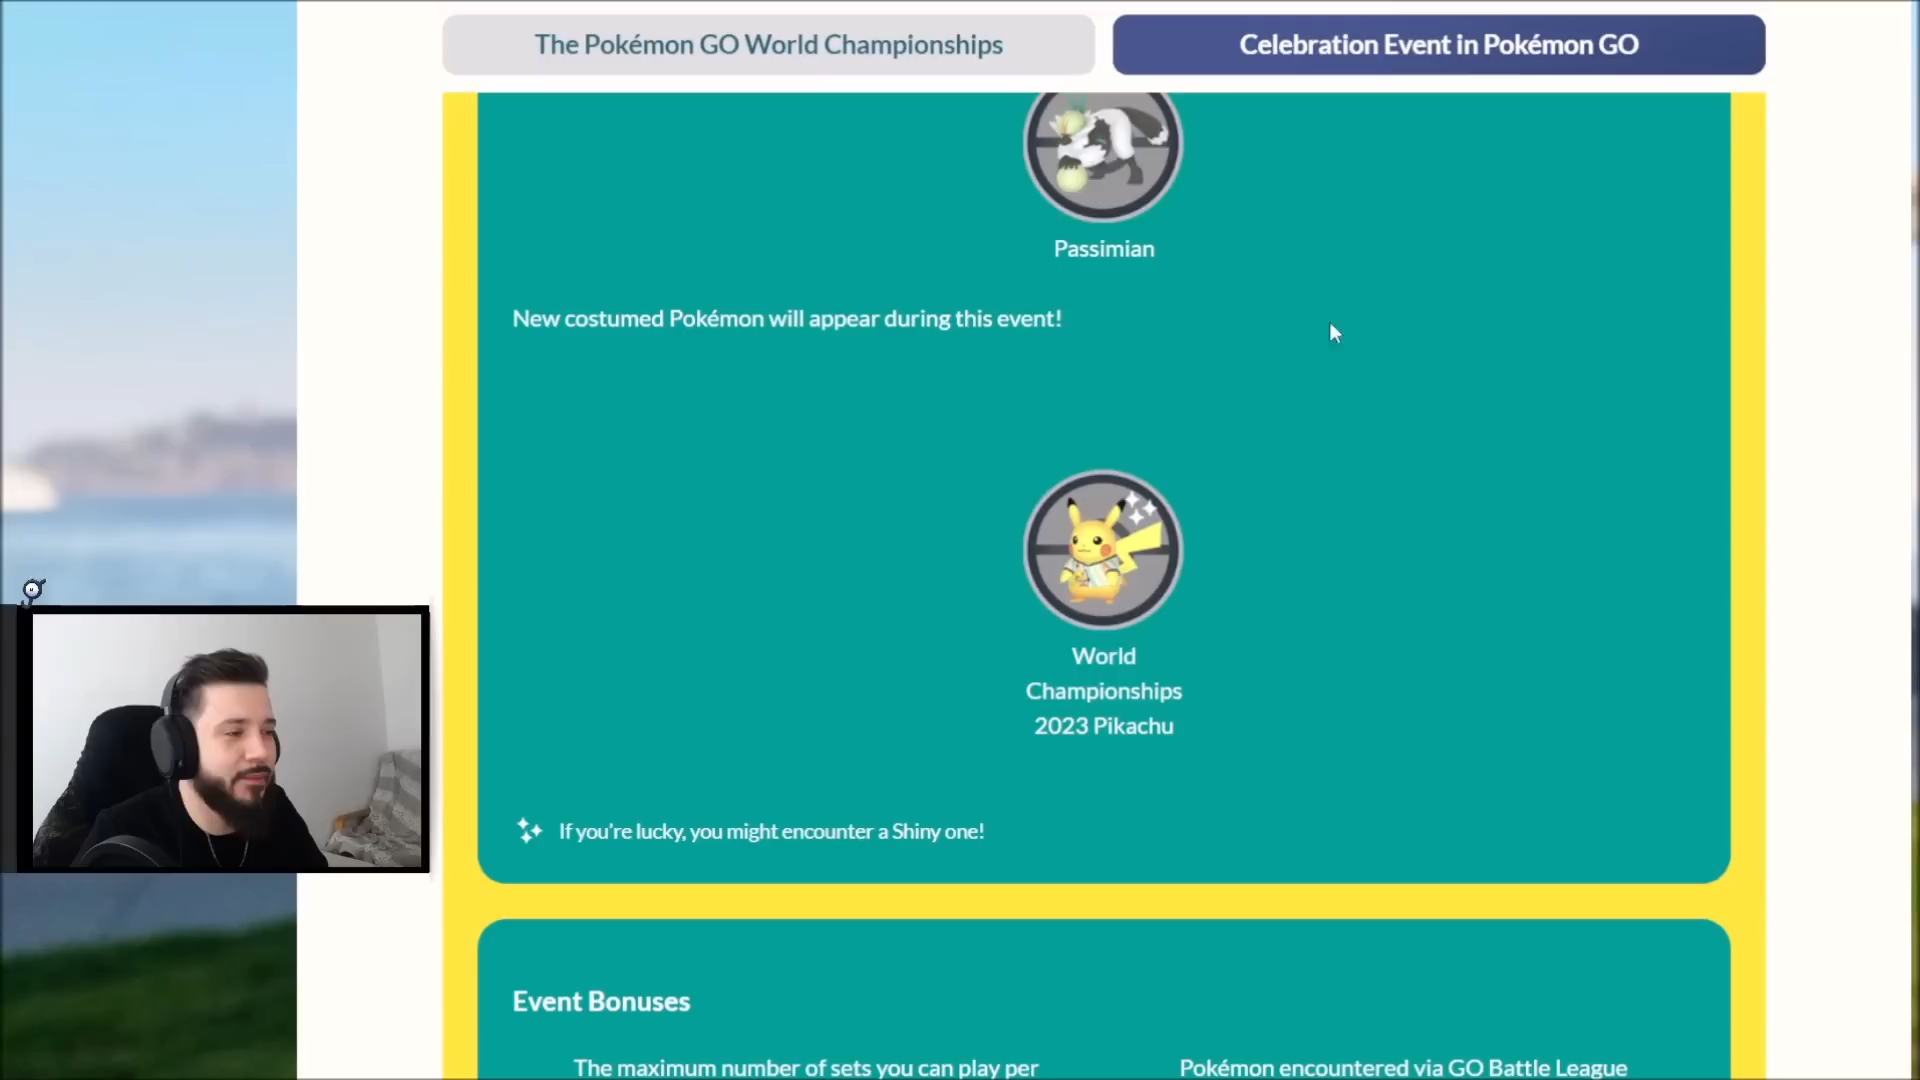 The Pokémon GO World Championships
Celebration Event in Pokémon GO
Passimian
New costumed Pokémon will appear during this event!
World
Championships
2023 Pikachu
If you're lucky, you might encounter a Shiny one!
Event Bonuses
The maximum number of sets you can play per
Pokémon encountered via GO Battle League